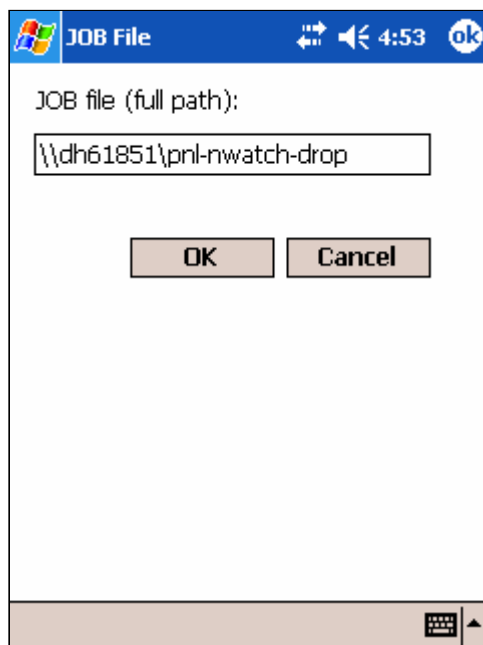 JOB File 4:53 ok
JOB file (full path):
\\dh61851\pnl-nwatch-drop
OK Cancel